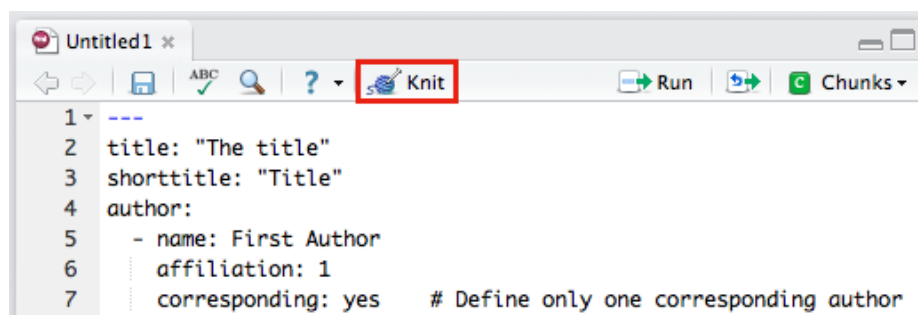 Untitled1
ABC ? Knit Run C Chunks
1 ---
2 title: "The title"
3 shorttitle: "Title"
4 author:
5   - name: First Author
6     affiliation: 1
7     corresponding: yes    # Define only one corresponding author